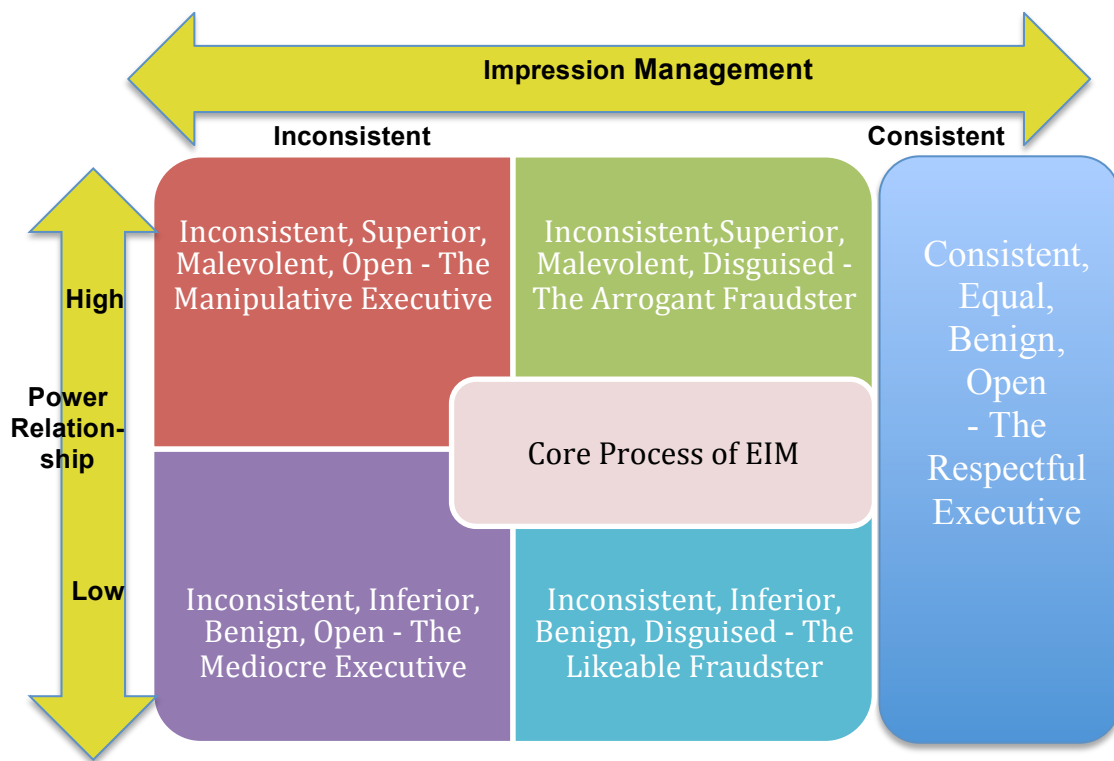 Impression Management
Inconsistent
Consistent
High
Power
Relation-
ship
Low
Inconsistent, Superior,
Malevolent, Open - The
Manipulative Executive
Inconsistent,Superior,
Malevolent, Disguised -
The Arrogant Fraudster
Core Process of EIM
Inconsistent, Inferior,
Benign, Open - The
Mediocre Executive
Inconsistent, Inferior,
Benign, Disguised - The
Likeable Fraudster
Consistent,
Equal,
Benign,
Open
- The
Respectful
Executive